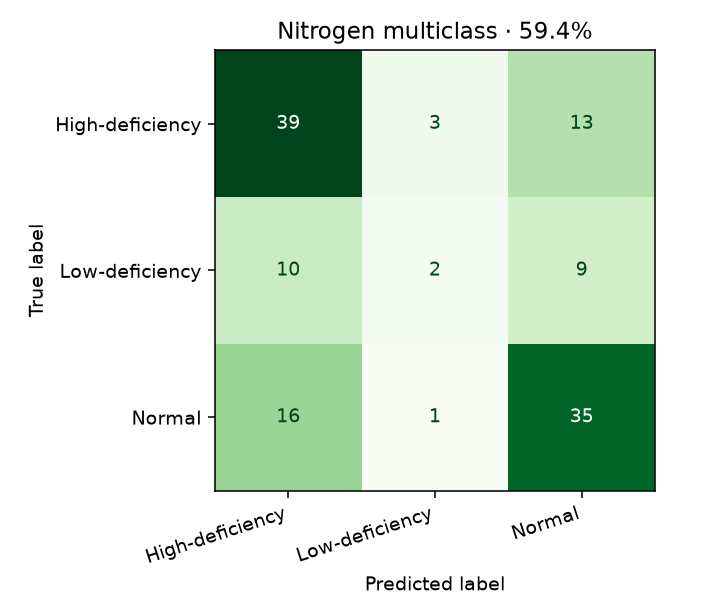 Nitrogen multiclass · 59.4%
True label
High-deficiency 39 3 13
Low-deficiency 10 2 9
Normal 16 1 35
High-deficiency Low-deficiency Normal
Predicted label